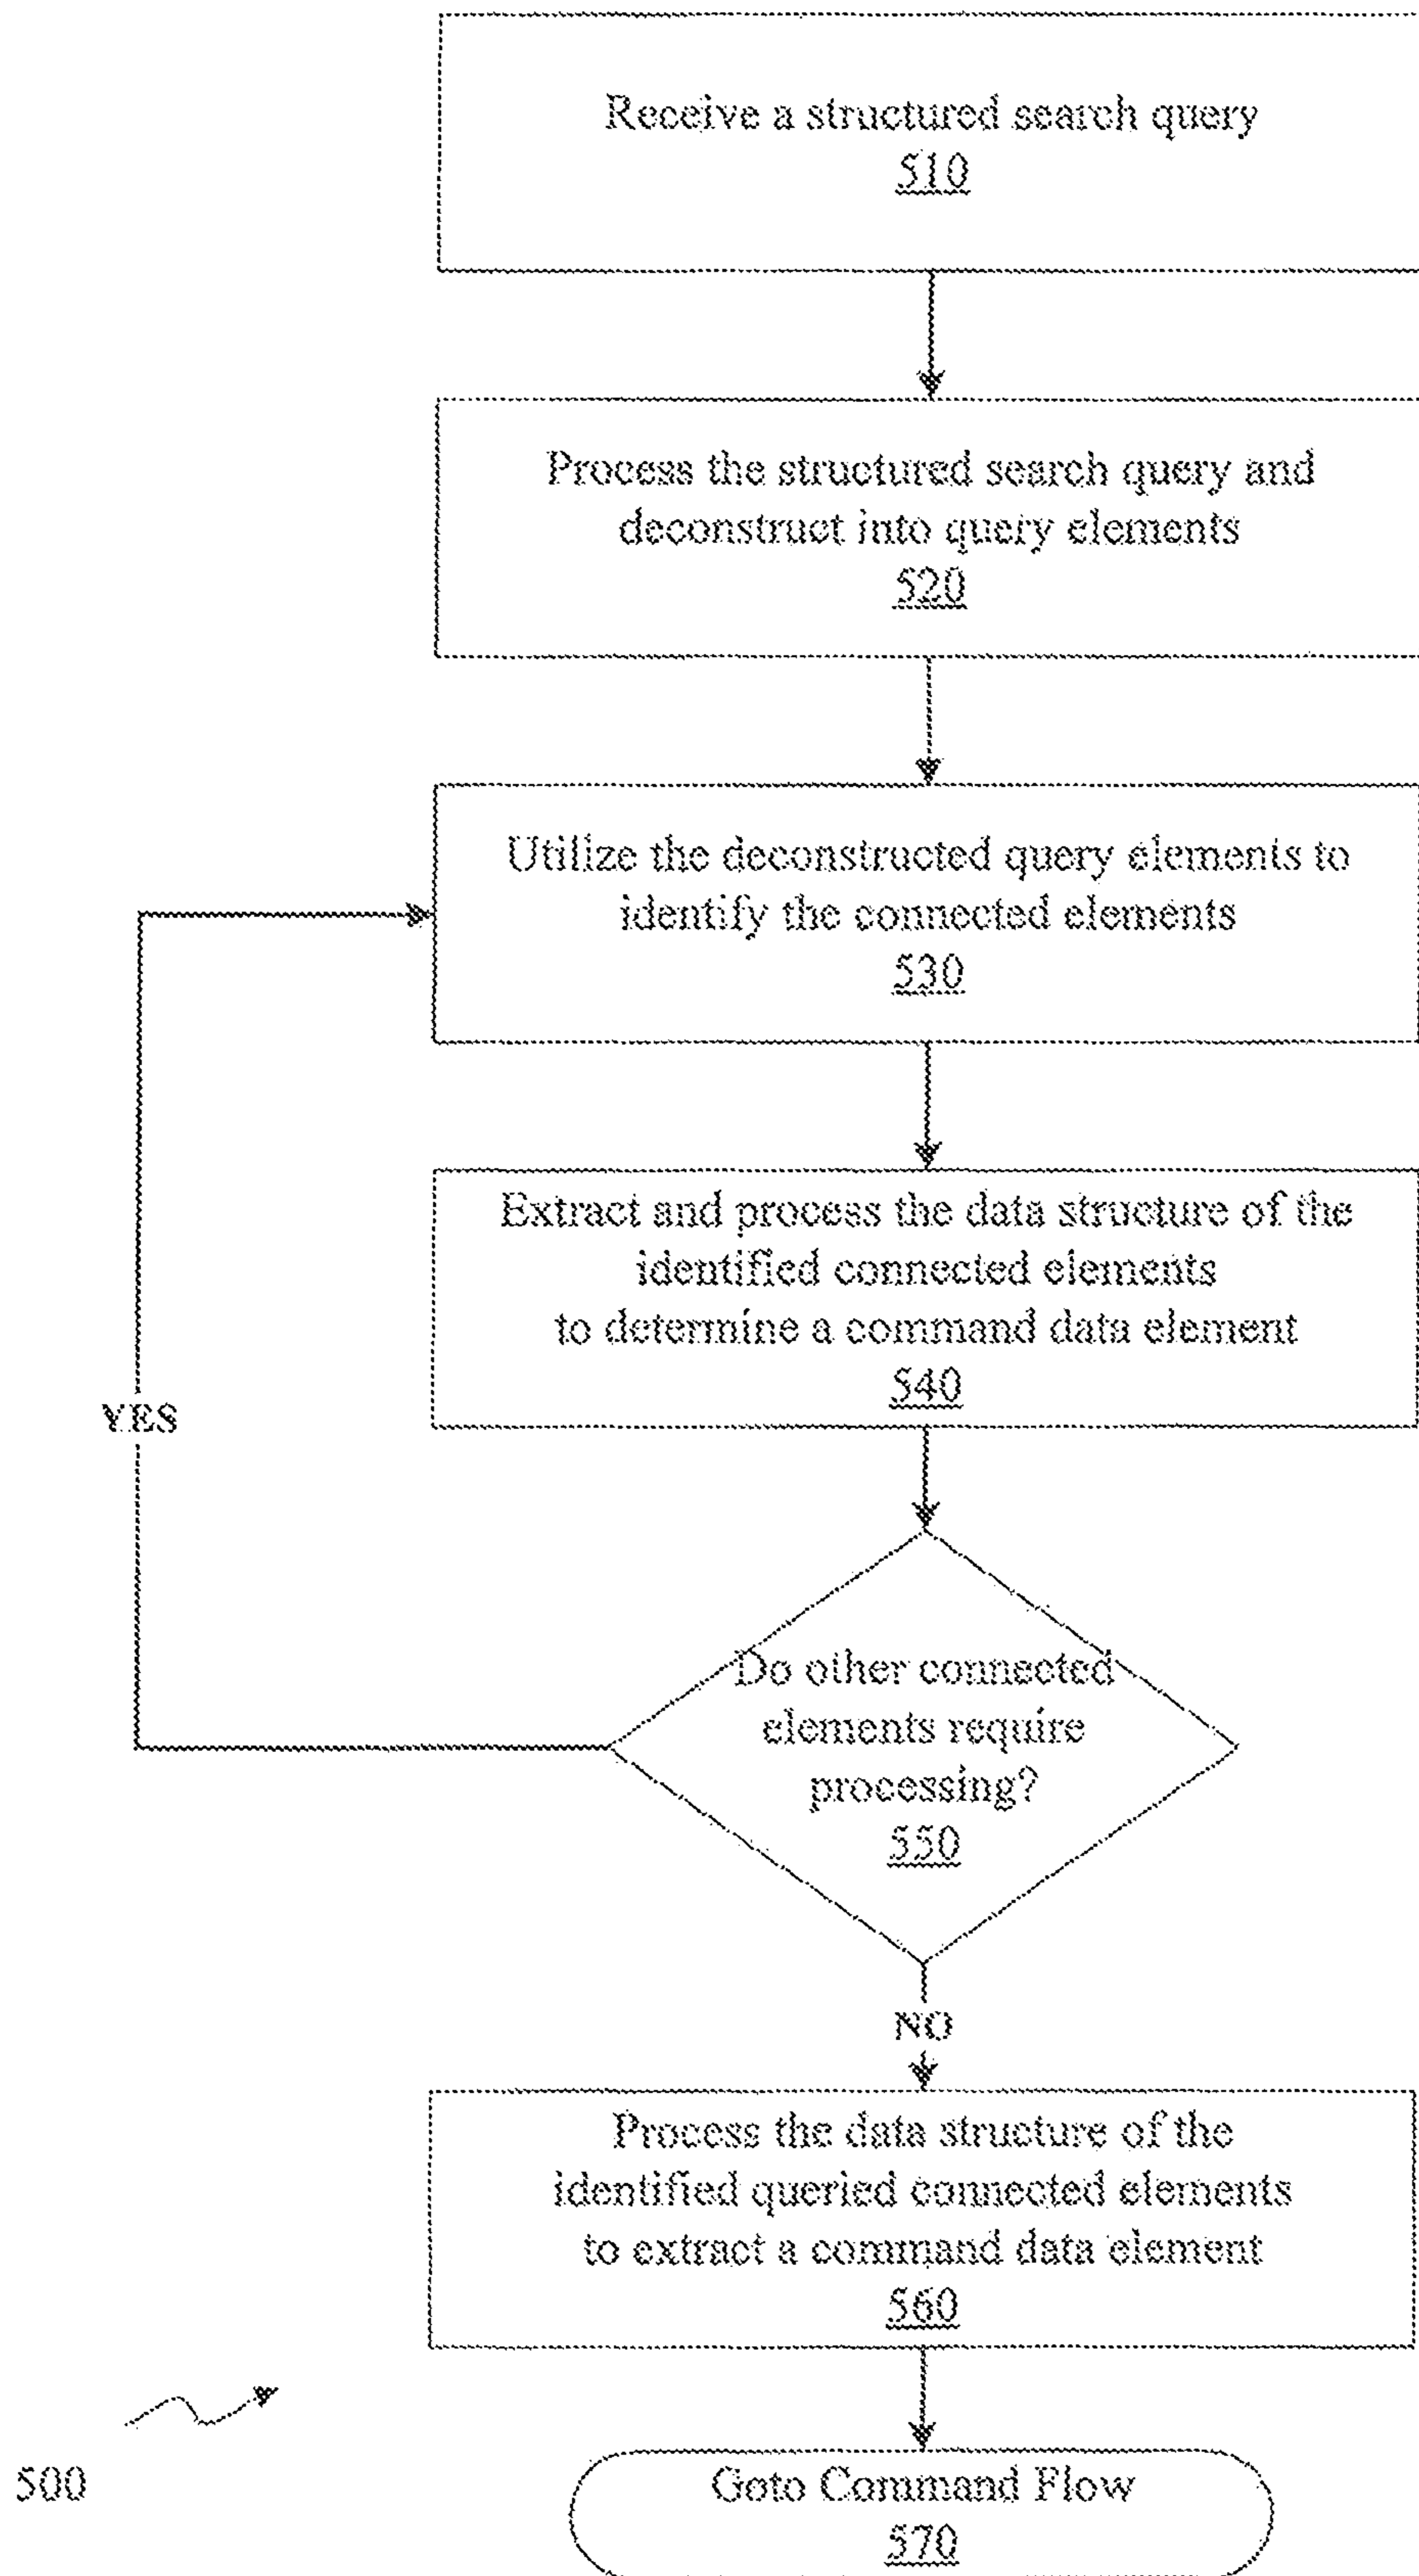 Receive a structured search query
510
Process the structured search query and
deconstruct into query elements
520
Utilize the deconstructed query elements to
identify the connected elements
530
Extract and process the data structure of the
identified connected elements
to determine a command data element
540
YES
Do other connected
elements require
processing?
550
NO
Process the data structure of the
identified queried connected elements
to extract a command data element
560
500
Goto Command Flow
570